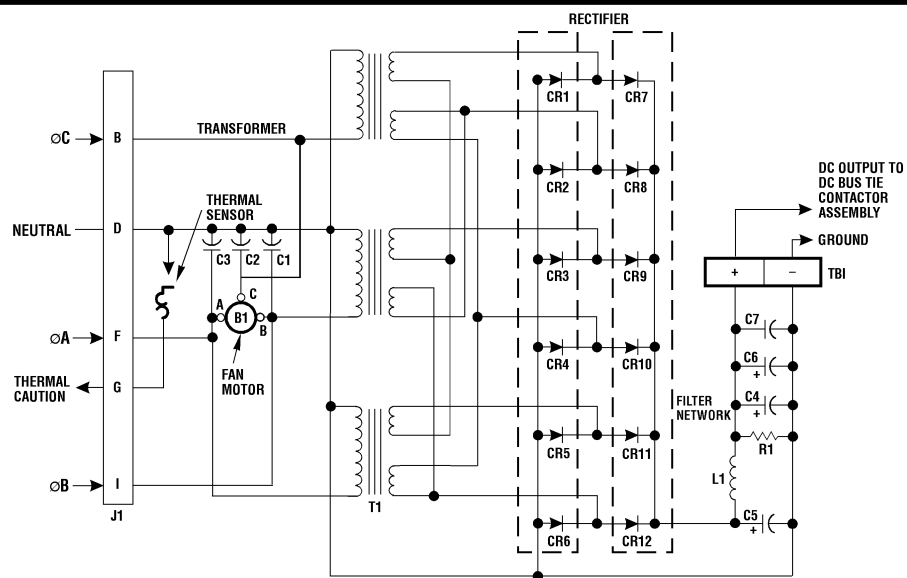 RECTIFIER
CR1
CR7
TRANSFORMER
øC
B
CR2
CR8
DC OUTPUT TO
DC BUS TIE
CONTACTOR
ASSEMBLY
THERMAL
SENSOR
NEUTRAL
D
GROUND
C3
C2
C1
CR3
CR9
+
−
TBI
A
C
B1
B
C7
øA
F
CR4
CR10
C6
+
FAN
MOTOR
THERMAL
CAUTION
G
FILTER
NETWORK
C4
+
CR5
CR11
R1
L1
øB
I
T1
J1
C5
+
CR6
CR12